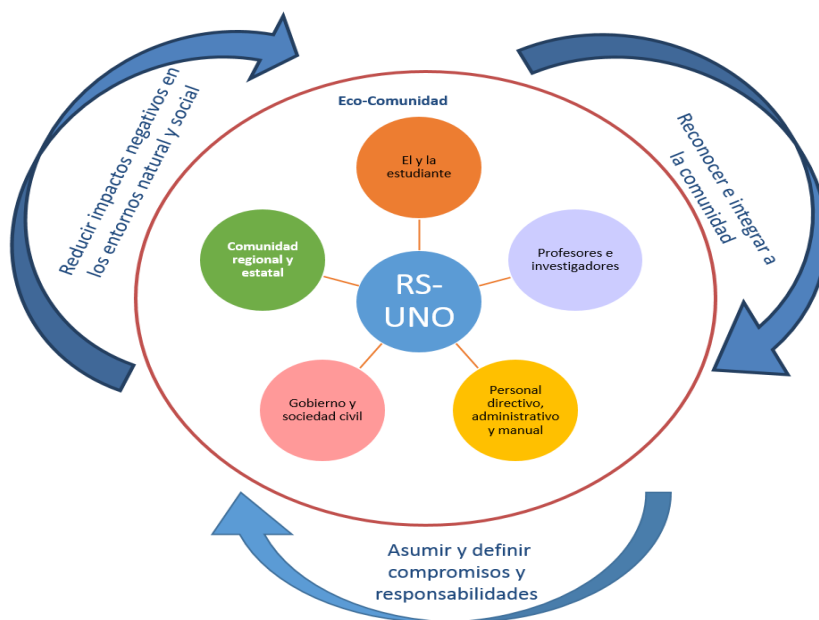 Eco-Comunidad
El y la
estudiante
Profesores e
investigadores
Personal
directivo,
administrativo
y manual
Gobierno y
sociedad civil
Comunidad
regional y
estatal
RS-
UNO
Reconocer e integrar a
la comunidad
Asumir y definir
compromisos y
responsabilidades
Reducir impactos negativos en
los entornos natural y social